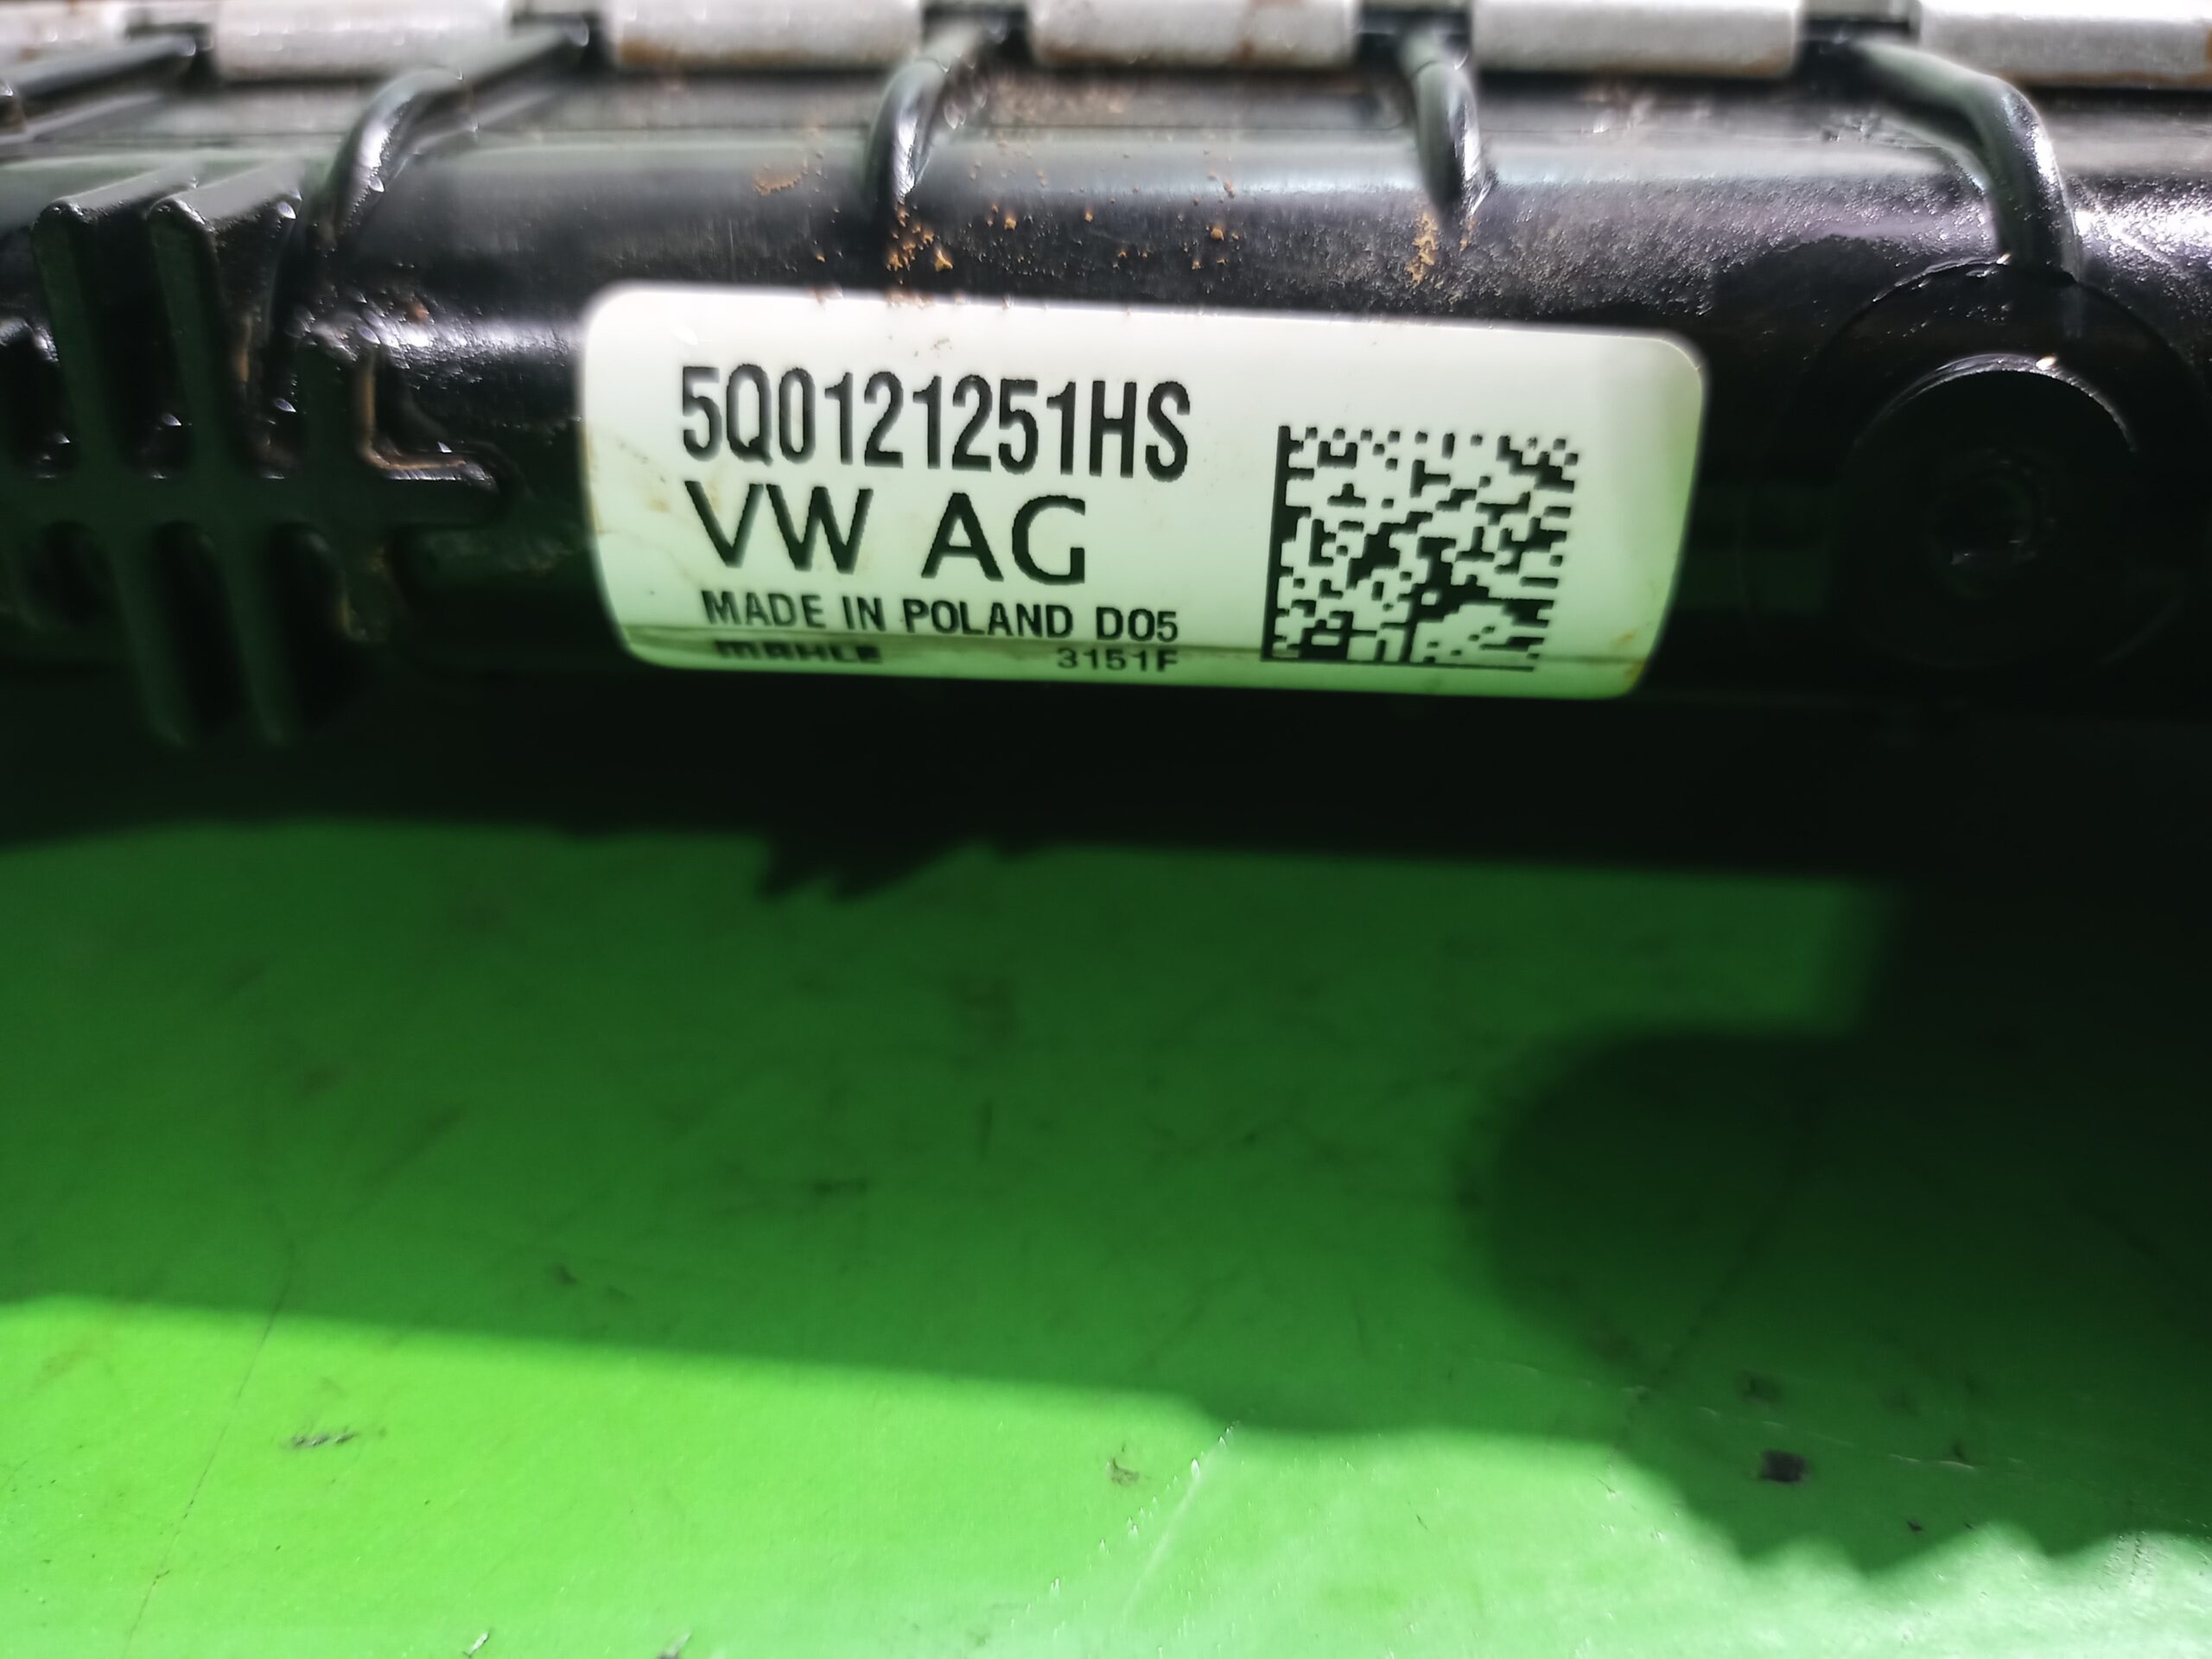 5Q0121251HS
VW AG
MADE IN POLAND D05
MAHLE 3151F